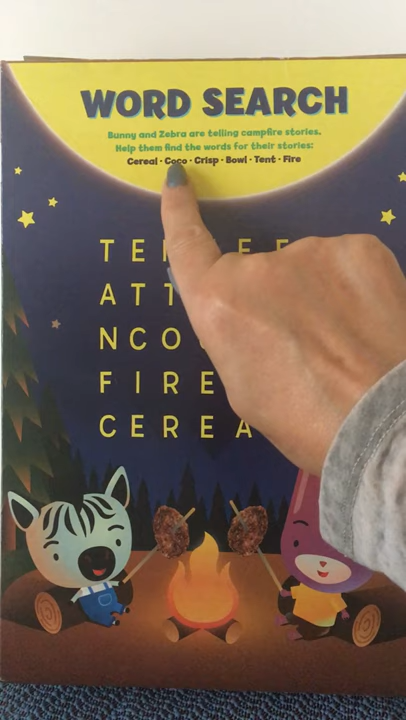 WORD SEARCH
Bunny and Zebra are telling campfire stories.
Help them find the words for their stories:
Cereal · Coco · Crisp · Bowl · Tent · Fire
T E
A T T
N C O
F I R E
C E R E A